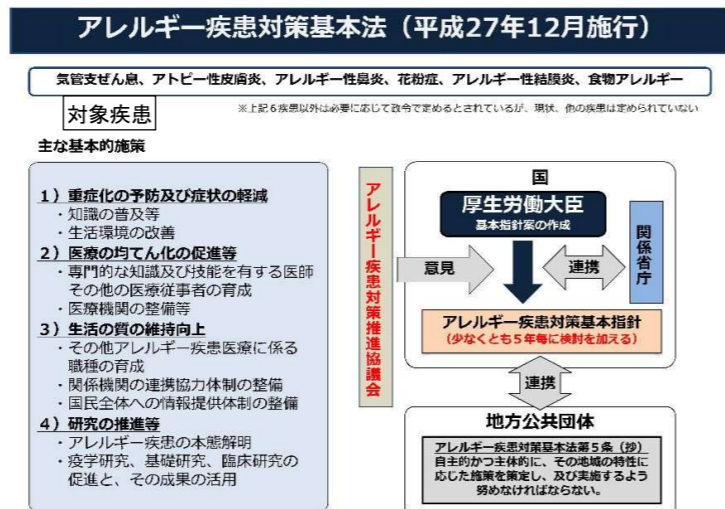 アレルギー疾患対策基本法（平成27年12月施行）
気管支ぜん息、アトピー性皮膚炎、アレルギー性鼻炎、花粉症、アレルギー性結膜炎、食物アレルギー
対象疾患
※上記６疾患以外は必要に応じて政令で定めるとされているが、現状、他の疾患は定められていない
主な基本的施策
１）重症化の予防及び症状の軽減
・知識の普及等
・生活環境の改善
２）医療の均てん化の促進等
・専門的な知識及び技能を有する医師
その他の医療従事者の育成
・医療機関の整備等
３）生活の質の維持向上
・その他アレルギー疾患医療に係る
職種の育成
・関係機関の連携協力体制の整備
・国民全体への情報提供体制の整備
４）研究の推進等
・アレルギー疾患の本態解明
・疫学研究、基礎研究、臨床研究の
促進と、その成果の活用
アレルギー疾患対策推進協議会
意見
国
厚生労働大臣
基本指針案の作成
連携
関係省庁
アレルギー疾患対策基本指針
（少なくとも５年毎に検討を加える）
連携
地方公共団体
アレルギー疾患対策基本法第５条（抄）
自主的かつ主体的に、その地域の特性に
応じた施策を策定し、及び実施するよう
努めなければならない。